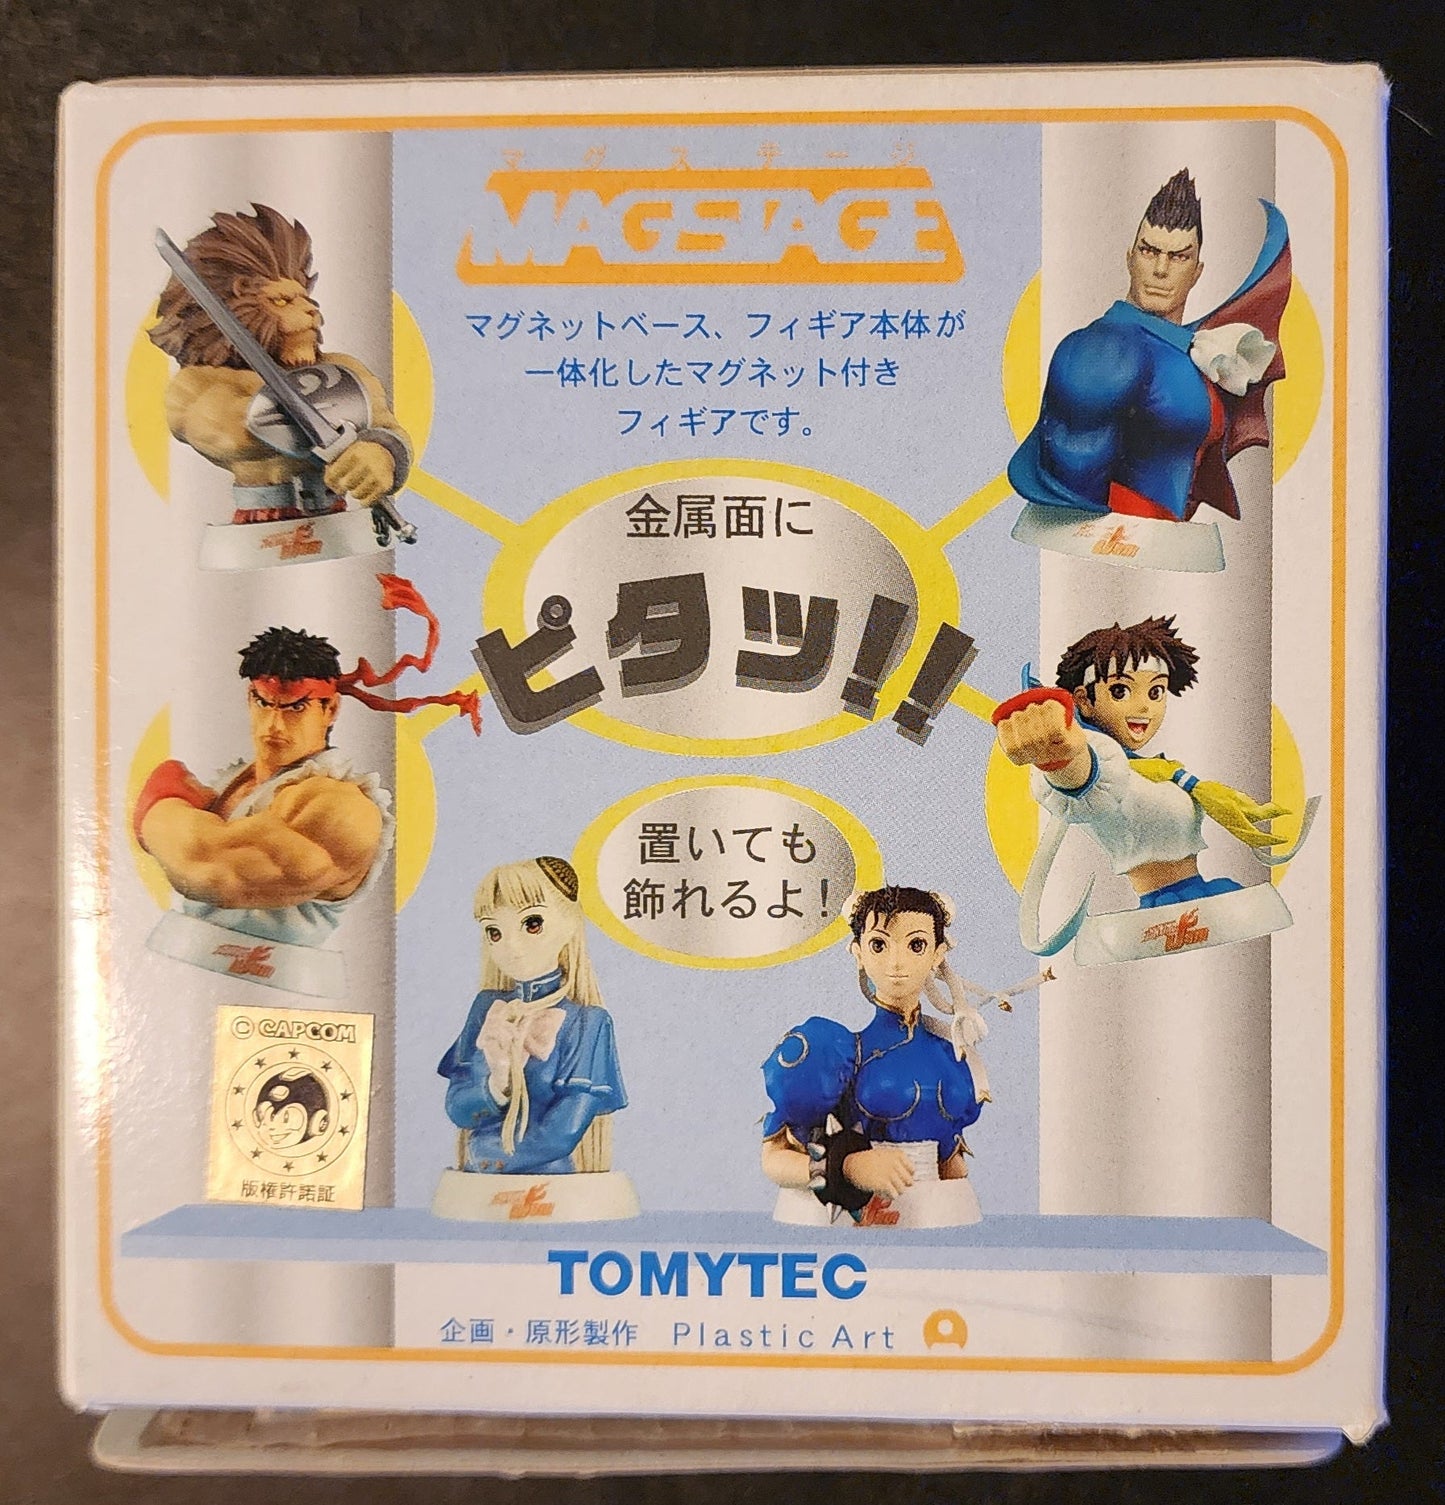 マグステージ
MAGSTAGE
マグネットベース、フィギア本体が
一体化したマグネット付き
フィギアです。
金属面に
ピタッ!!
置いても
飾れるよ!
© CAPCOM
版権許諾証
TOMYTEC
企画・原形製作 Plastic Art